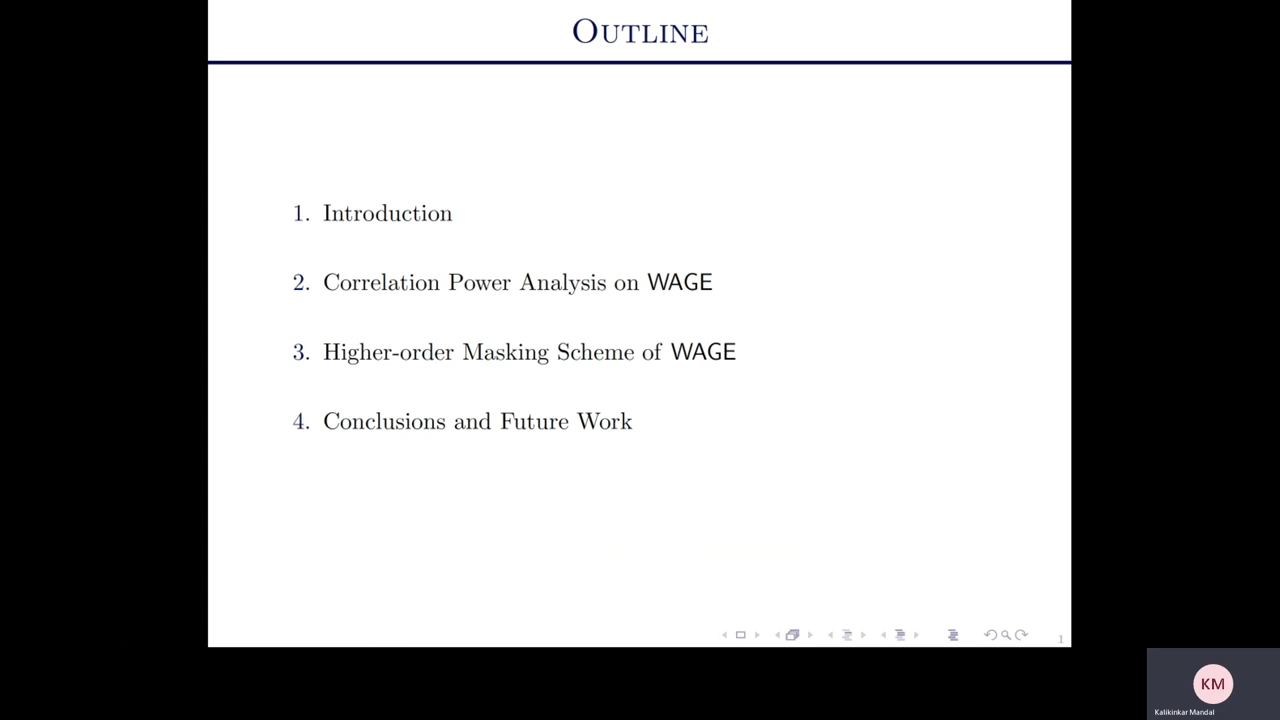 OUTLINE
1. Introduction
2. Correlation Power Analysis on WAGE
3. Higher-order Masking Scheme of WAGE
4. Conclusions and Future Work
1
KM
Kalikinkar Mandal